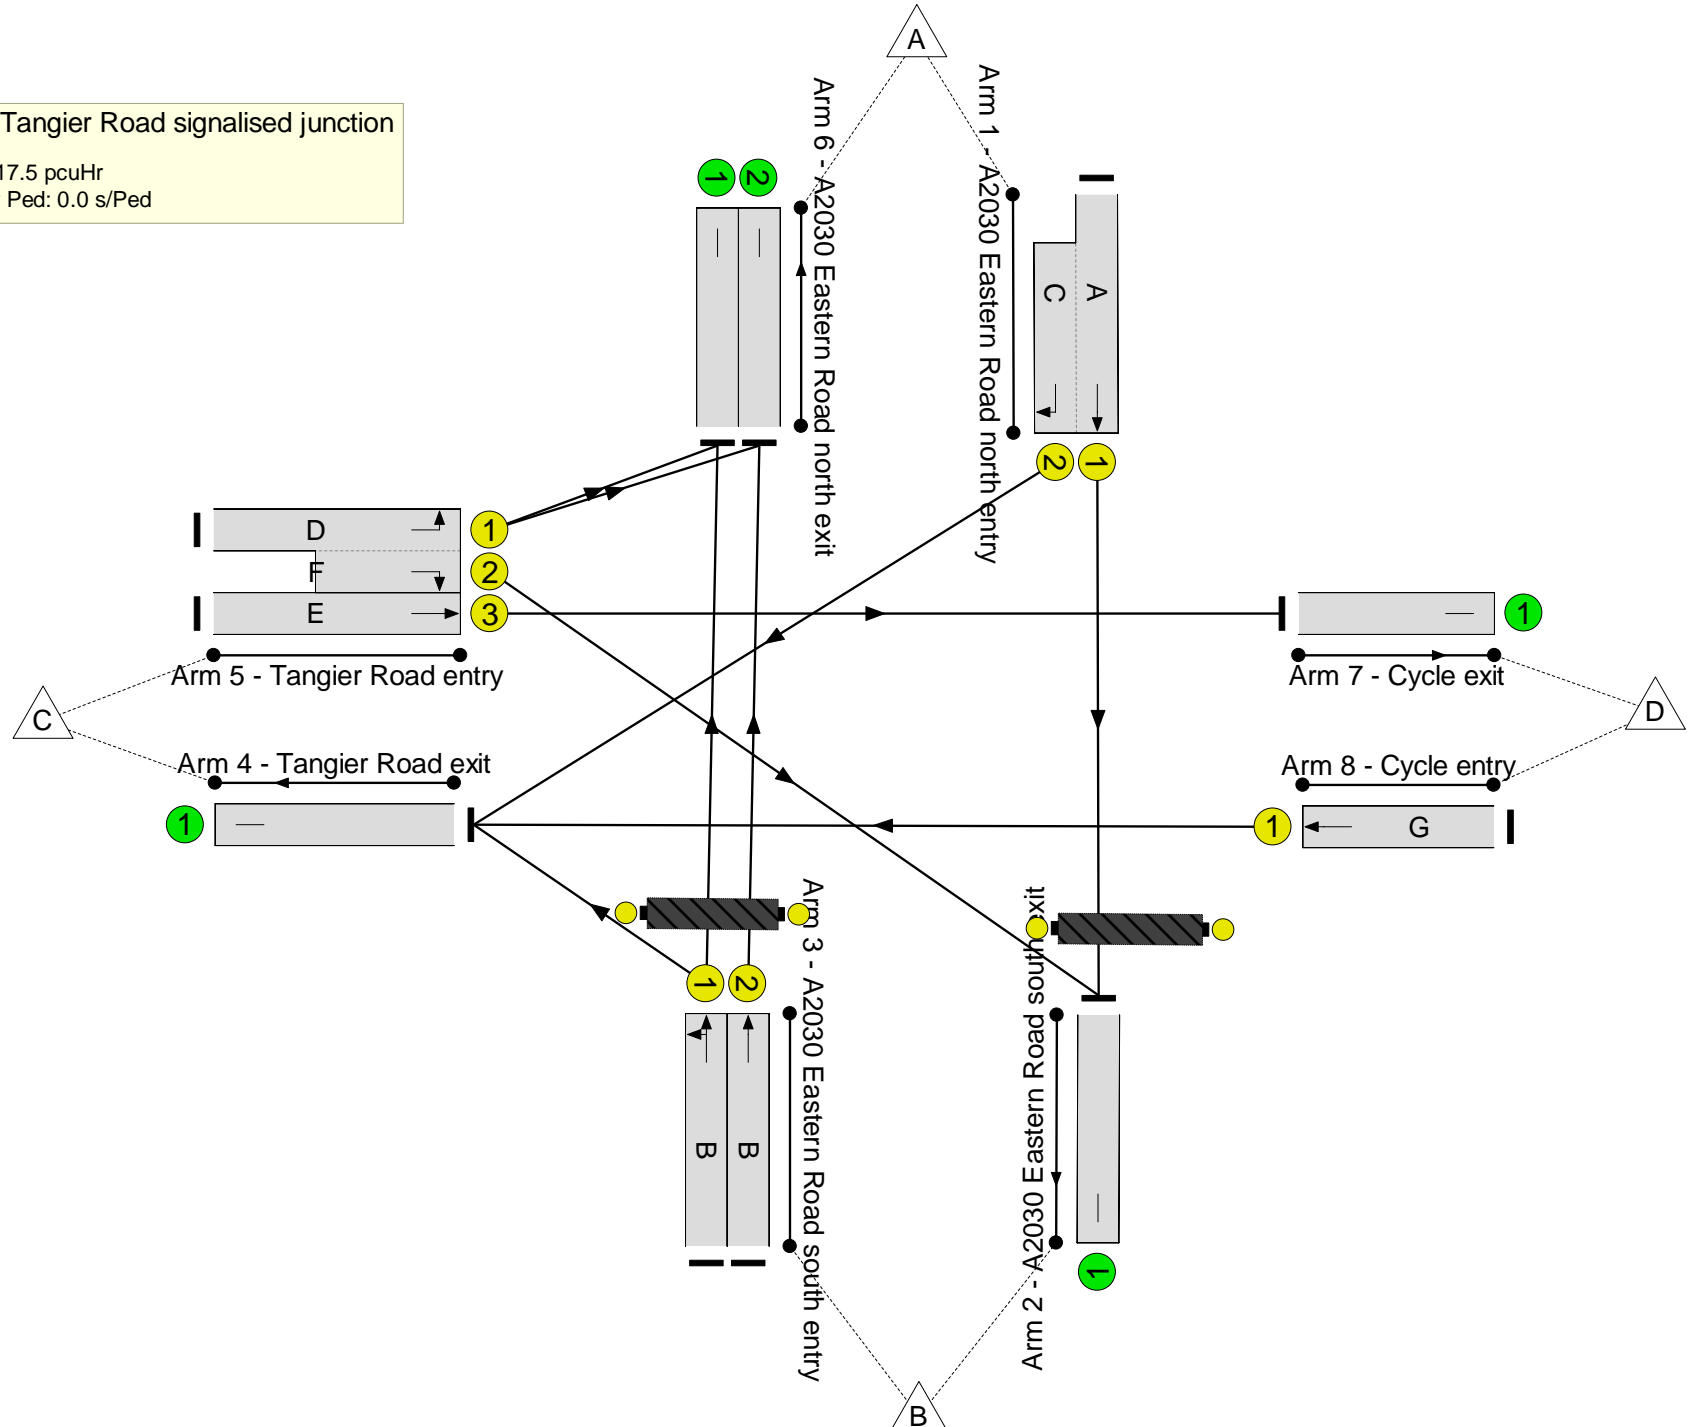 A
Tangier Road signalised junction
17.5 pcuHr
Ped: 0.0 s/Ped
Arm 6 - A2030 Eastern Road north exit
Arm 1 - A2030 Eastern Road north entry
1
2
C
A
2
1
D
F
E
1
2
3
Arm 5 - Tangier Road entry
1
Arm 7 - Cycle exit
C
D
Arm 4 - Tangier Road exit
1
Arm 8 - Cycle entry
1
G
Arm 3 - A2030 Eastern Road south entry
Arm 2 - A2030 Eastern Road south exit
1
2
B
B
1
B